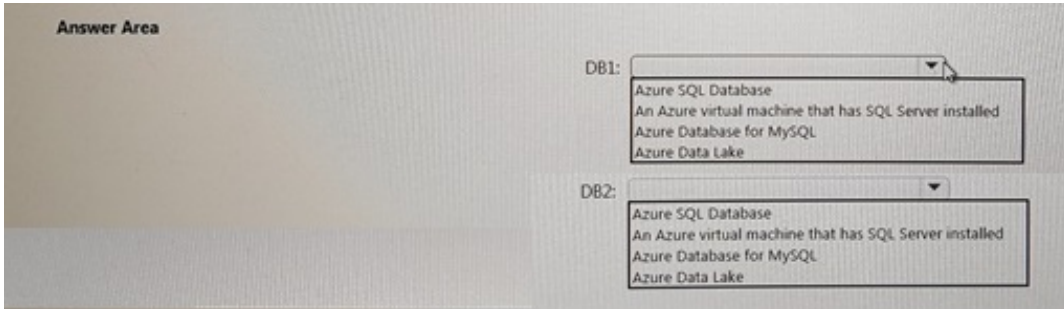 Answer Area
DB1:
Azure SQL Database
An Azure virtual machine that has SQL Server installed
Azure Database for MySQL
Azure Data Lake
DB2:
Azure SQL Database
An Azure virtual machine that has SQL Server installed
Azure Database for MySQL
Azure Data Lake